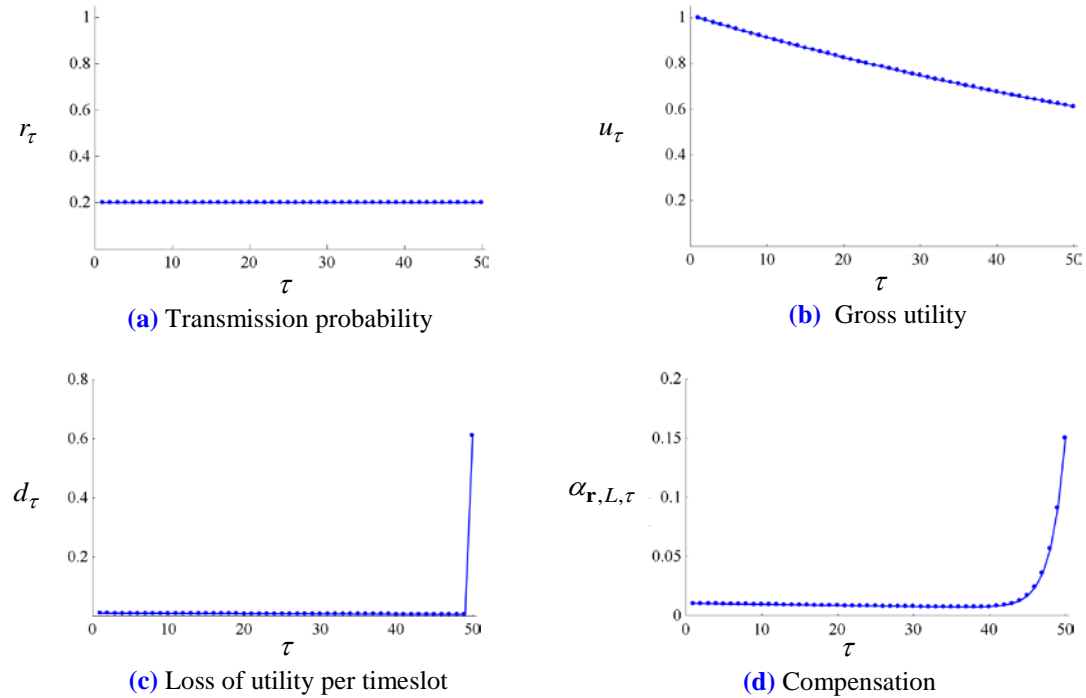 1
0.8
0.6
0.4
0.2
r_τ
0 10 20 30 40 50
τ
(a) Transmission probability
1
0.8
0.6
0.4
0.2
u_τ
0 10 20 30 40 50
τ
(b) Gross utility
0.8
0.6
0.4
0.2
d_τ
0 10 20 30 40 50
τ
(c) Loss of utility per timeslot
0.2
0.15
0.1
0.05
0
α_r,L,τ
0 10 20 30 40 50
τ
(d) Compensation